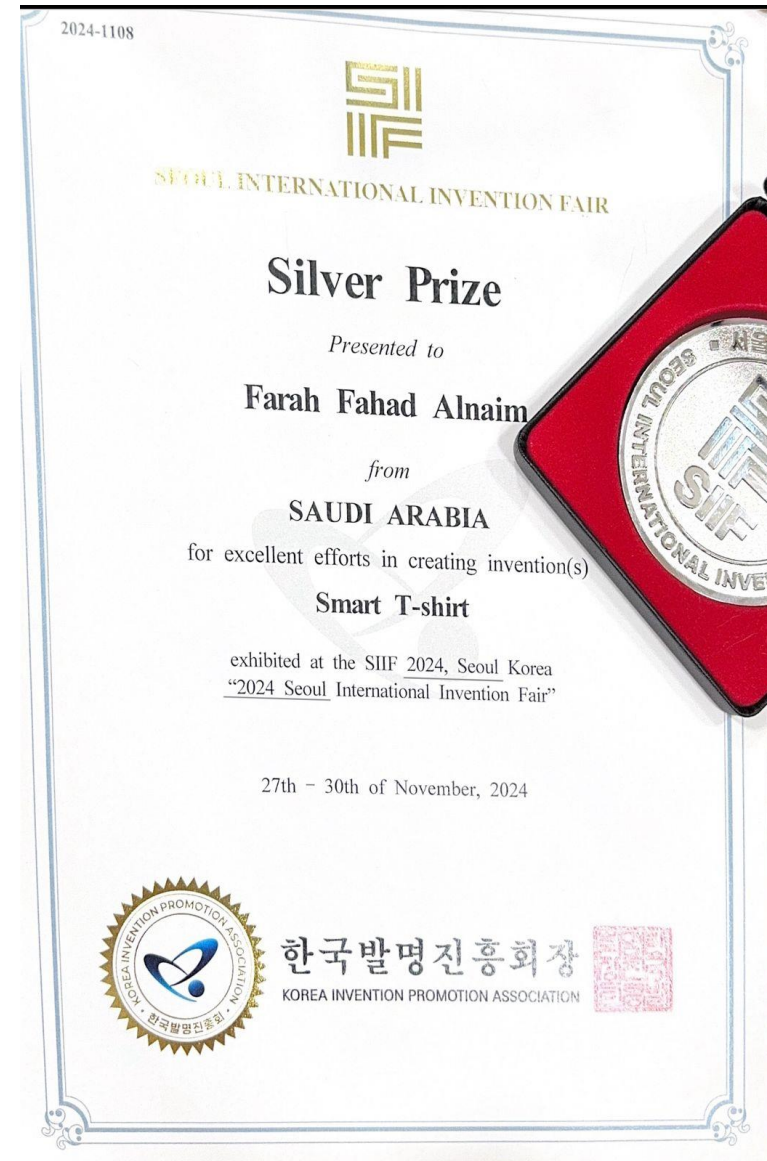 2024-1108
SIIF
SEOUL INTERNATIONAL INVENTION FAIR
Silver Prize
Presented to
Farah Fahad Alnaim
from
SAUDI ARABIA
for excellent efforts in creating invention(s)
Smart T-shirt
exhibited at the SIIF 2024, Seoul Korea
“2024 Seoul International Invention Fair”
27th - 30th of November, 2024
한국발명진흥회장
KOREA INVENTION PROMOTION ASSOCIATION
KOREA INVENTION PROMOTION ASSOCIATION
한국발명진흥회
SEOUL INTERNATIONAL
SIIF